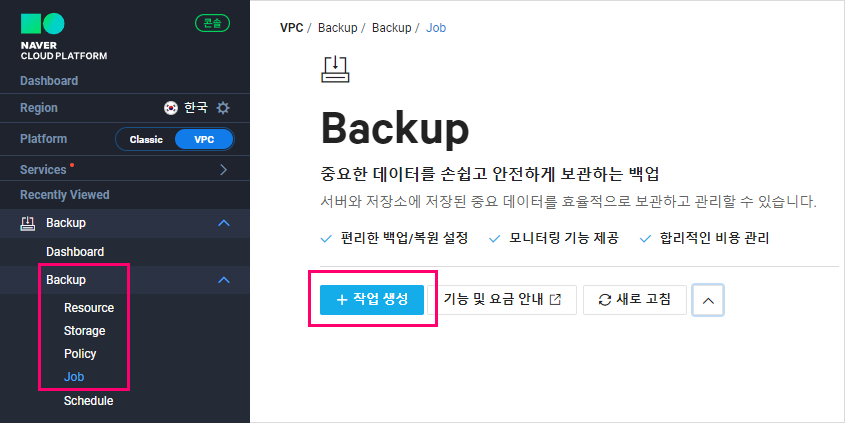 콘솔
NAVER
CLOUD PLATFORM
Dashboard
Region 한국
Platform Classic VPC
Services
Recently Viewed
Backup
Dashboard
Backup
Resource
Storage
Policy
Job
Schedule
VPC / Backup / Backup / Job
Backup
중요한 데이터를 손쉽고 안전하게 보관하는 백업
서버와 저장소에 저장된 중요 데이터를 효율적으로 보관하고 관리할 수 있습니다.
편리한 백업/복원 설정 모니터링 기능 제공 합리적인 비용 관리
+ 작업 생성 기능 및 요금 안내 새로 고침